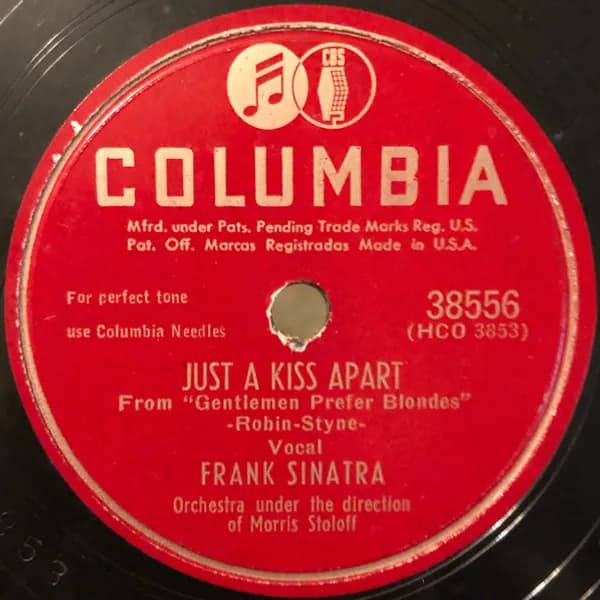 CBS
COLUMBIA
Mfrd. under Pats. Pending Trade Marks Reg. U.S.
Pat. Off. Marcas Registradas Made in U.S.A.
For perfect tone
use Columbia Needles
38556
(HCO 3853)
JUST A KISS APART
From "Gentlemen Prefer Blondes"
-Robin-Styne-
Vocal
FRANK SINATRA
Orchestra under the direction
of Morris Stoloff
853